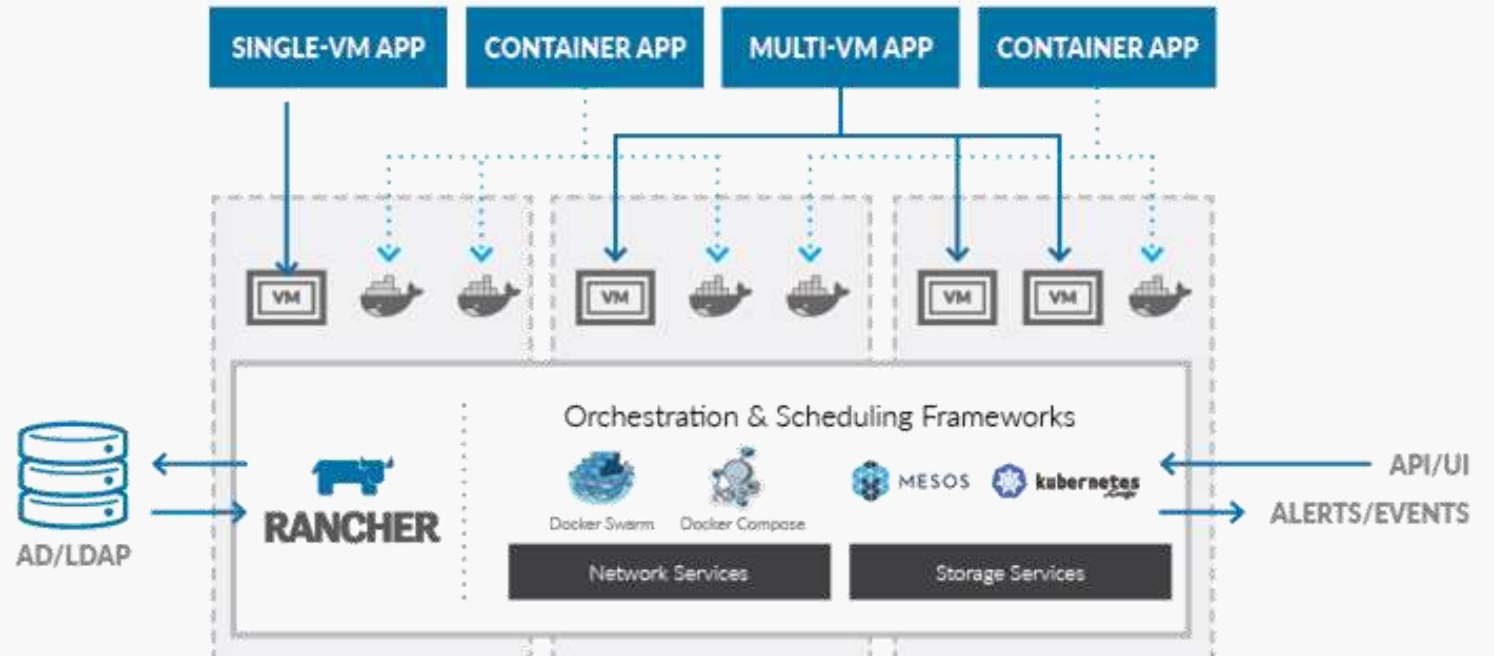 SINGLE-VM APP
CONTAINER APP
MULTI-VM APP
CONTAINER APP
VM
VM
VM
VM
Orchestration & Scheduling Frameworks
RANCHER
Docker Swarm
Docker Compose
MESOS
kubernetes
Network Services
Storage Services
AD/LDAP
API/UI
ALERTS/EVENTS